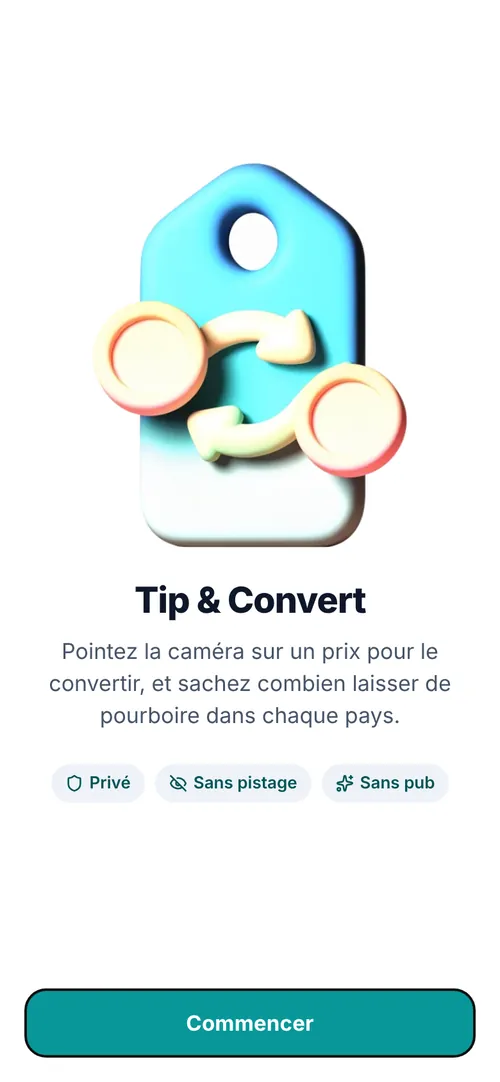 Tip & Convert
Pointez la caméra sur un prix pour le
convertir, et sachez combien laisser de
pourboire dans chaque pays.
Privé
Sans pistage
Sans pub
Commencer